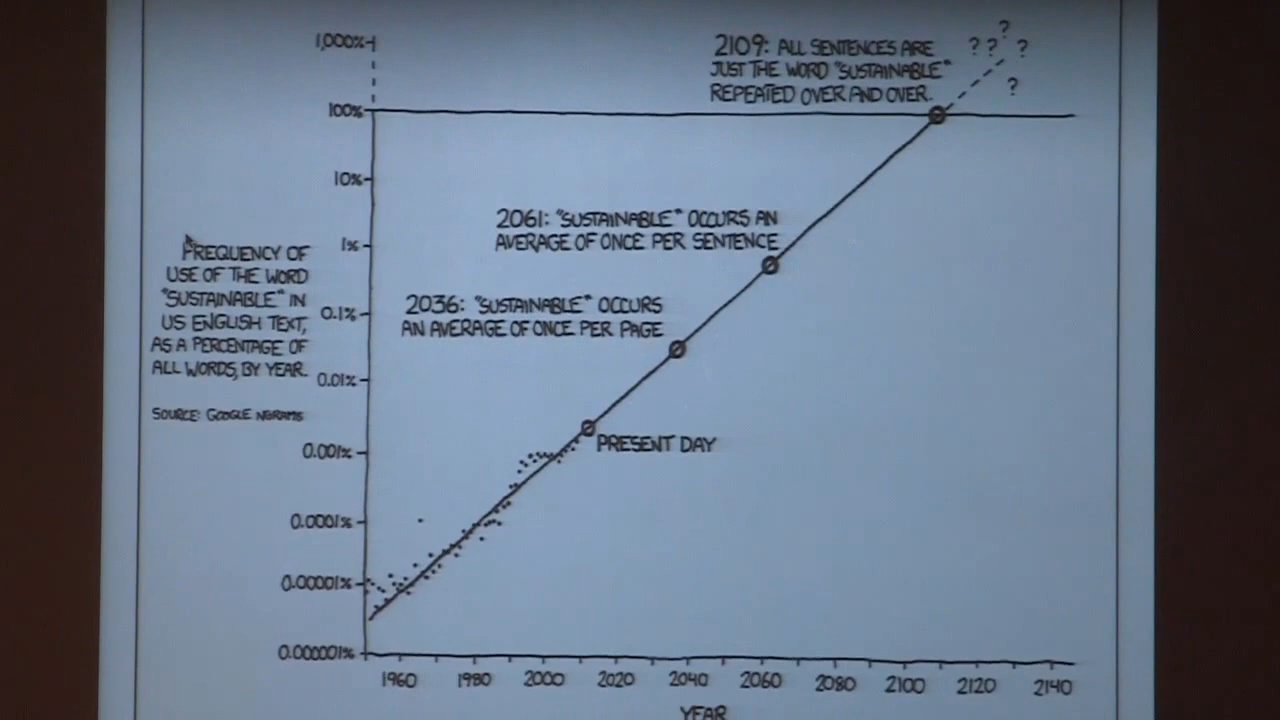 1,000%
2109: ALL SENTENCES ARE
JUST THE WORD "SUSTAINABLE"
REPEATED OVER AND OVER.
?
? ? ?
?
100%
10%
2061: "SUSTAINABLE" OCCURS AN
AVERAGE OF ONCE PER SENTENCE
1%
FREQUENCY OF
USE OF THE WORD
"SUSTAINABLE" IN
US ENGLISH TEXT,
AS A PERCENTAGE OF
ALL WORDS, BY YEAR.
SOURCE: GOOGLE NGRAMS
2036: "SUSTAINABLE" OCCURS
AN AVERAGE OF ONCE PER PAGE
0.1%
0.01%
PRESENT DAY
0.001%
0.0001%
0.00001%
0.000001%
1960 1980 2000 2020 2040 2060 2080 2100 2120 2140
YEAR